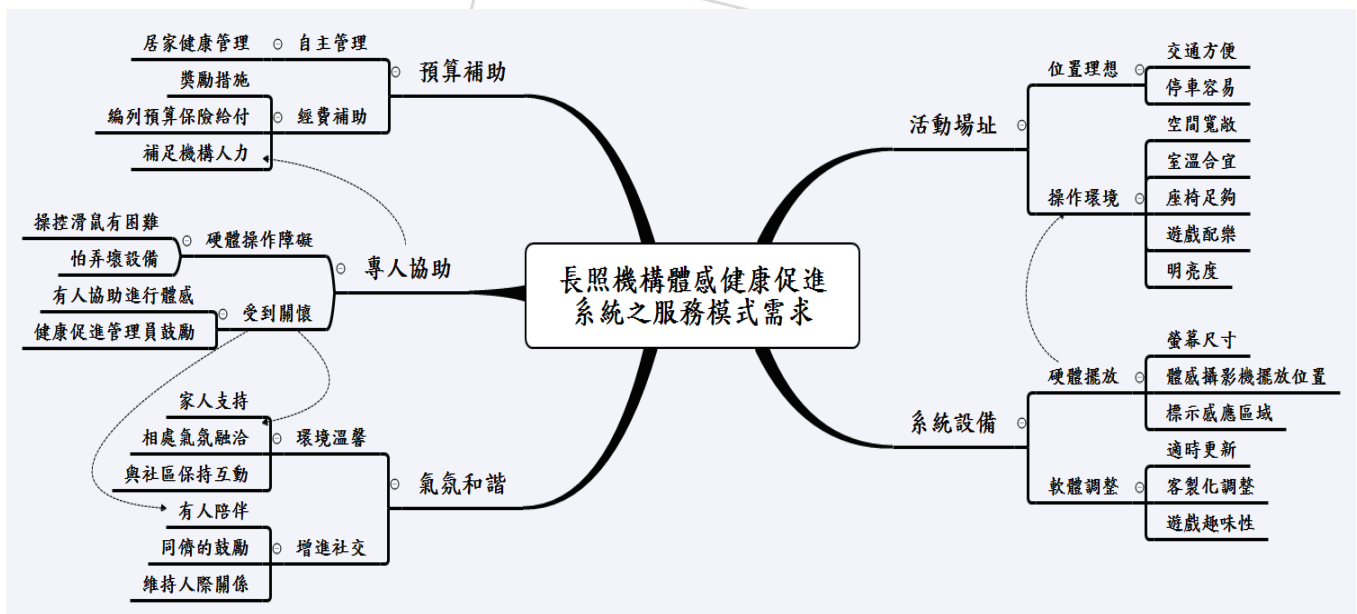 長照機構體感健康促進
系統之服務模式需求
預算補助
自主管理
居家健康管理
經費補助
獎勵措施
編列預算保險給付
補足機構人力
專人協助
硬體操作障礙
操控滑鼠有困難
怕弄壞設備
受到關懷
有人協助進行體感
健康促進管理員鼓勵
氣氛和諧
環境溫馨
家人支持
相處氣氛融洽
與社區保持互動
增進社交
有人陪伴
同儕的鼓勵
維持人際關係
活動場址
位置理想
交通方便
停車容易
操作環境
空間寬敞
室溫合宜
座椅足夠
遊戲配樂
明亮度
系統設備
硬體擺放
螢幕尺寸
體感攝影機擺放位置
標示感應區域
軟體調整
適時更新
客製化調整
遊戲趣味性